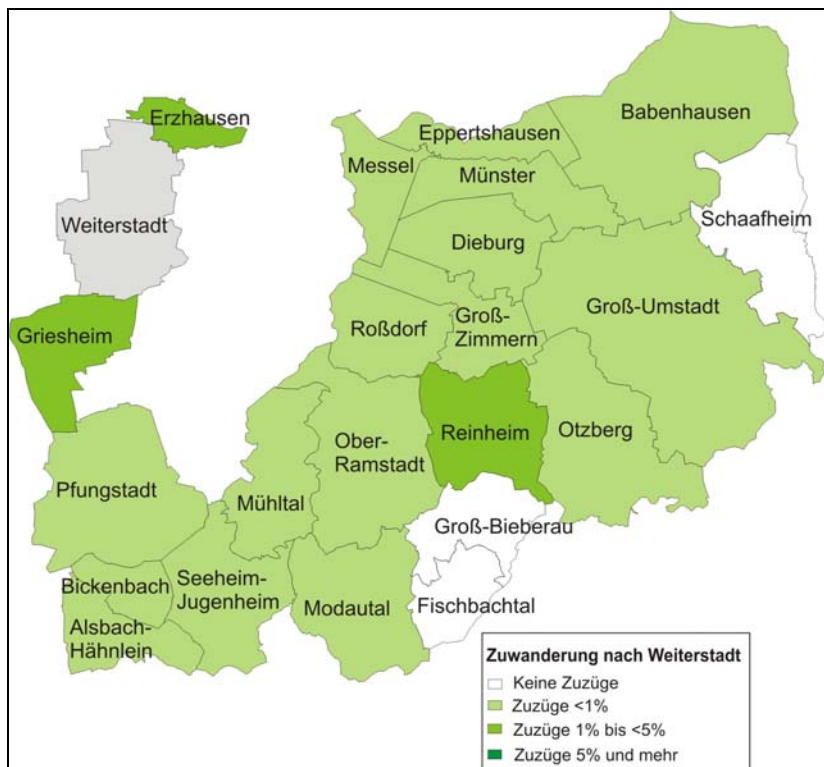 Babenhausen
Erzhausen
Eppertshausen
Messel
Münster
Schaafheim
Weiterstadt
Dieburg
Groß-Umstadt
Griesheim
Roßdorf
Groß-
Zimmern
Reinheim
Otzberg
Ober-
Ramstadt
Pfungstadt
Mühltal
Groß-Bieberau
Bickenbach
Seeheim-
Jugenheim
Modautal
Fischbachtal
Alsbach-
Hähnlein
Zuwanderung nach Weiterstadt
Keine Zuzüge
Zuzüge <1%
Zuzüge 1% bis <5%
Zuzüge 5% und mehr